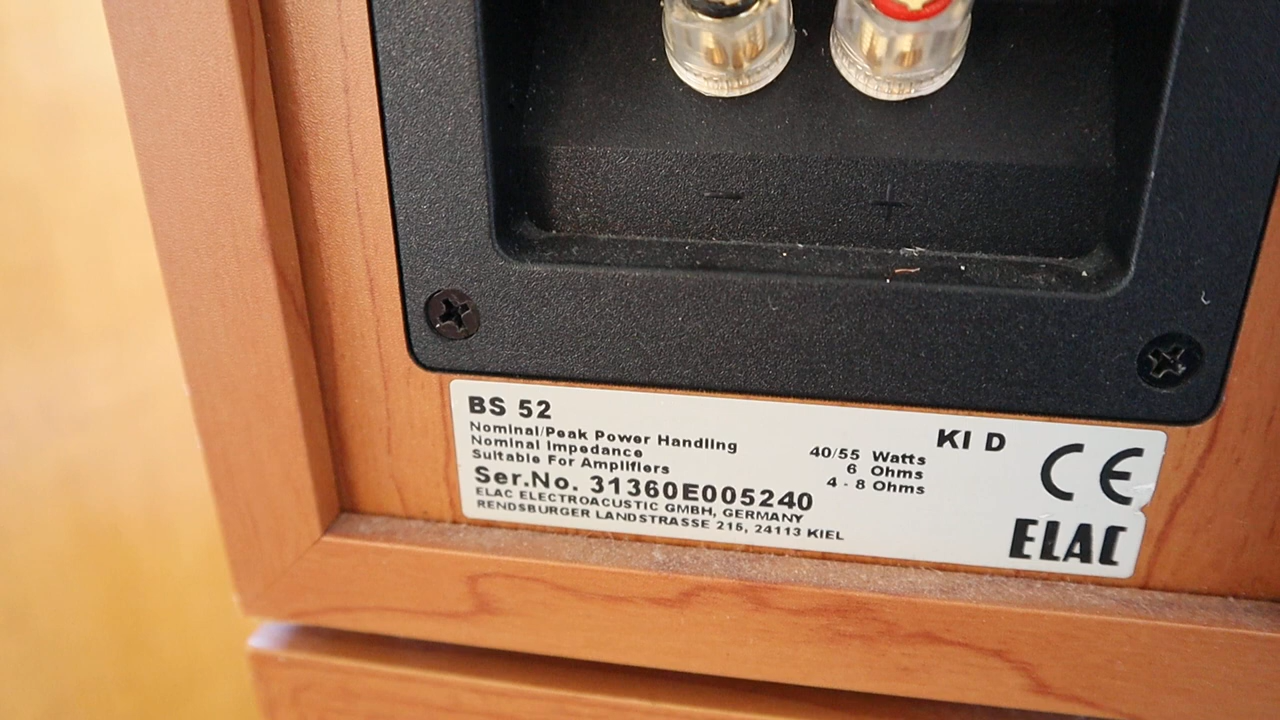 − +
BS 52
KI D
Nominal/Peak Power Handling 40/55 Watts
Nominal Impedance 6 Ohms
Suitable For Amplifiers 4 - 8 Ohms
Ser.No. 31360E005240
ELAC ELECTROACUSTIC GMBH, GERMANY
RENDSBURGER LANDSTRASSE 215, 24113 KIEL
CE
ELAC